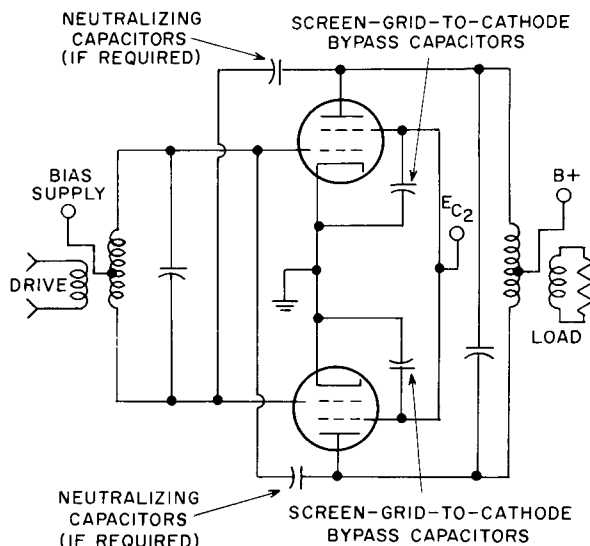 NEUTRALIZING
CAPACITORS
(IF REQUIRED)
SCREEN-GRID-TO-CATHODE
BYPASS CAPACITORS
BIAS
SUPPLY
EC2
B+
DRIVE
LOAD
NEUTRALIZING
CAPACITORS
(IF REQUIRED)
SCREEN-GRID-TO-CATHODE
BYPASS CAPACITORS